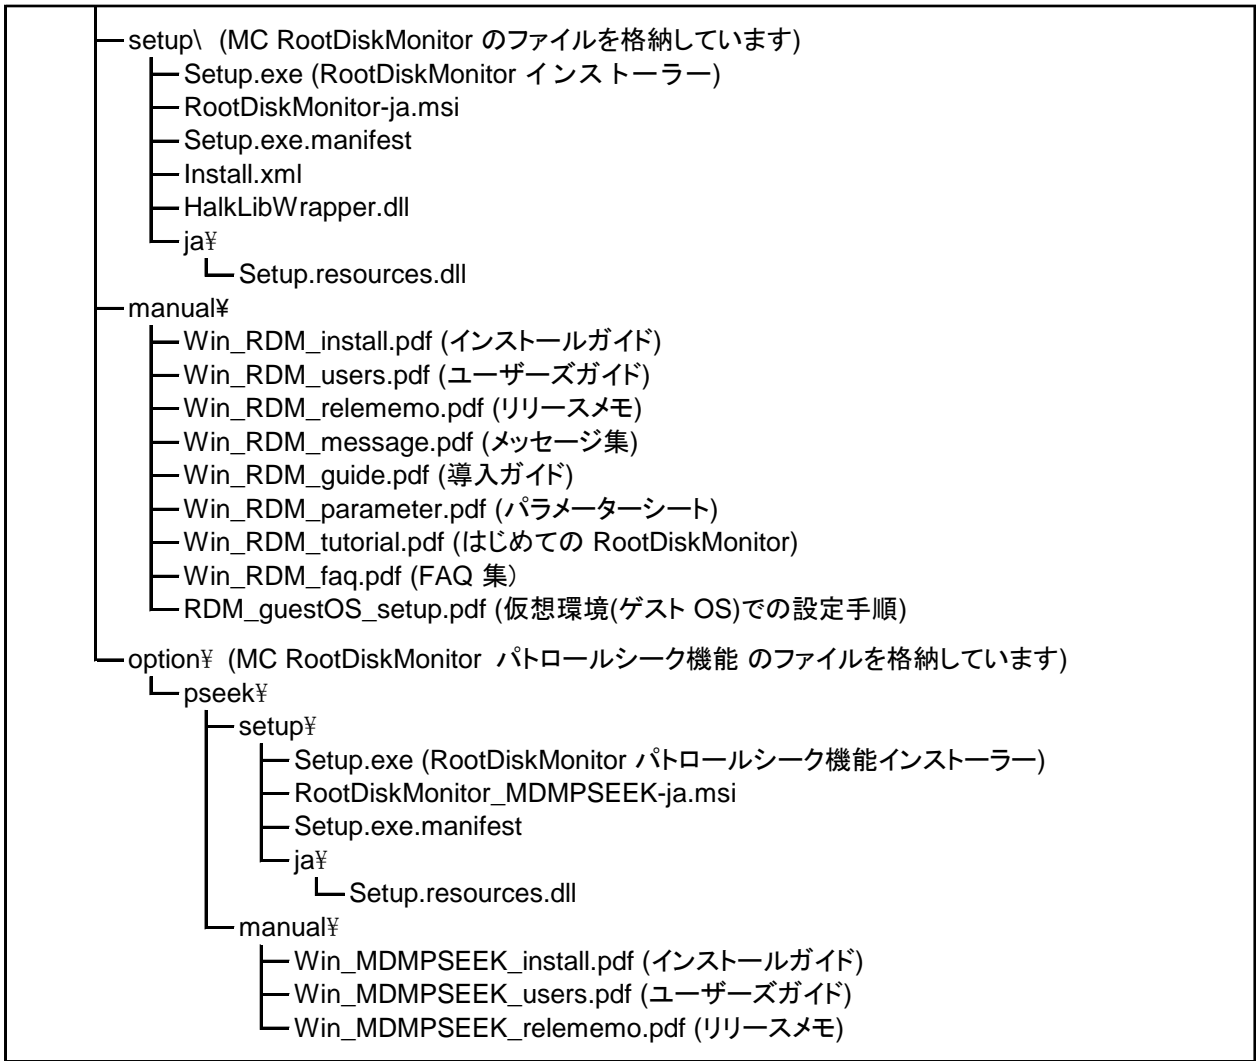 setup\ (MC RootDiskMonitor のファイルを格納しています)
Setup.exe (RootDiskMonitor インストーラー)
RootDiskMonitor-ja.msi
Setup.exe.manifest
Install.xml
HalkLibWrapper.dll
ja¥
Setup.resources.dll
manual¥
Win_RDM_install.pdf (インストールガイド)
Win_RDM_users.pdf (ユーザーズガイド)
Win_RDM_relememo.pdf (リリースメモ)
Win_RDM_message.pdf (メッセージ集)
Win_RDM_guide.pdf (導入ガイド)
Win_RDM_parameter.pdf (パラメーターシート)
Win_RDM_tutorial.pdf (はじめての RootDiskMonitor)
Win_RDM_faq.pdf (FAQ 集)
RDM_guestOS_setup.pdf (仮想環境(ゲスト OS)での設定手順)
option¥ (MC RootDiskMonitor パトロールシーク機能 のファイルを格納しています)
pseek¥
setup¥
Setup.exe (RootDiskMonitor パトロールシーク機能インストーラー)
RootDiskMonitor_MDMPSEEK-ja.msi
Setup.exe.manifest
ja¥
Setup.resources.dll
manual¥
Win_MDMPSEEK_install.pdf (インストールガイド)
Win_MDMPSEEK_users.pdf (ユーザーズガイド)
Win_MDMPSEEK_relememo.pdf (リリースメモ)